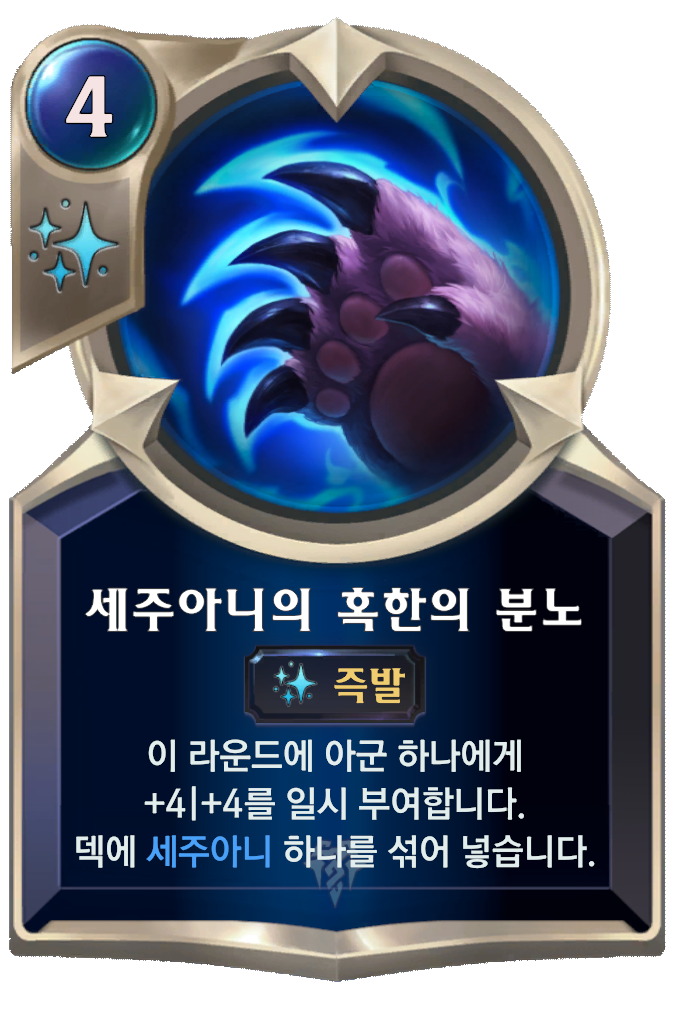 4
세주아니의 혹한의 분노
즉발
이 라운드에 아군 하나에게
+4|+4를 일시 부여합니다.
덱에 세주아니 하나를 섞어 넣습니다.